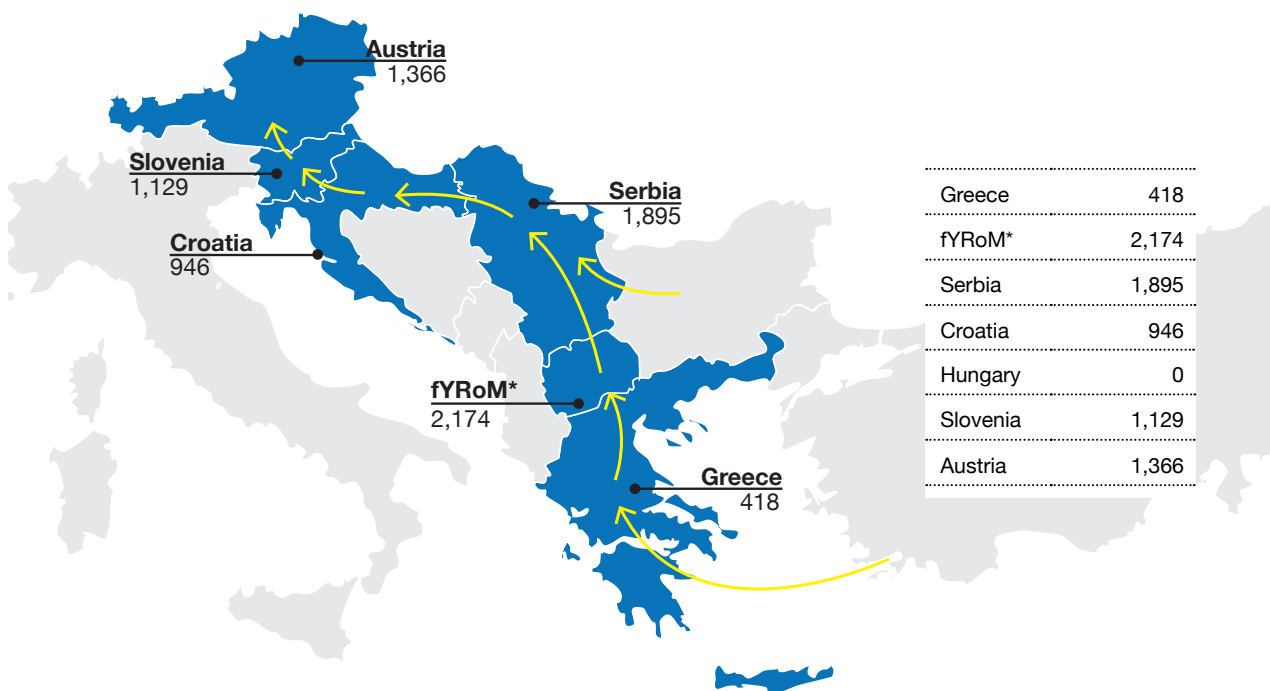 Austria
1,366
Slovenia
1,129
Serbia
1,895
Croatia
946
fYRoM*
2,174
Greece
418
Greece 418
fYRoM* 2,174
Serbia 1,895
Croatia 946
Hungary 0
Slovenia 1,129
Austria 1,366